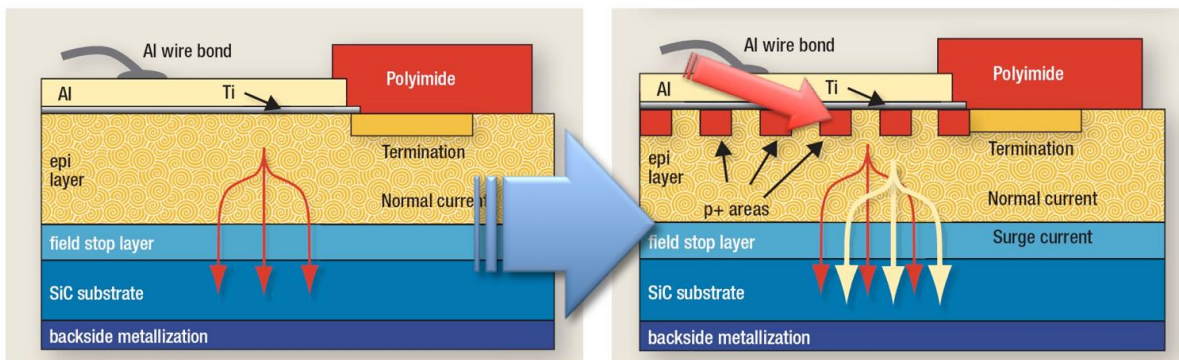 Al wire bond
Polyimide
Al
Ti
Termination
epi
layer
Normal current
field stop layer
SiC substrate
backside metallization
Al wire bond
Polyimide
Al
Ti
Termination
epi
layer
Normal current
p+ areas
field stop layer
Surge current
SiC substrate
backside metallization